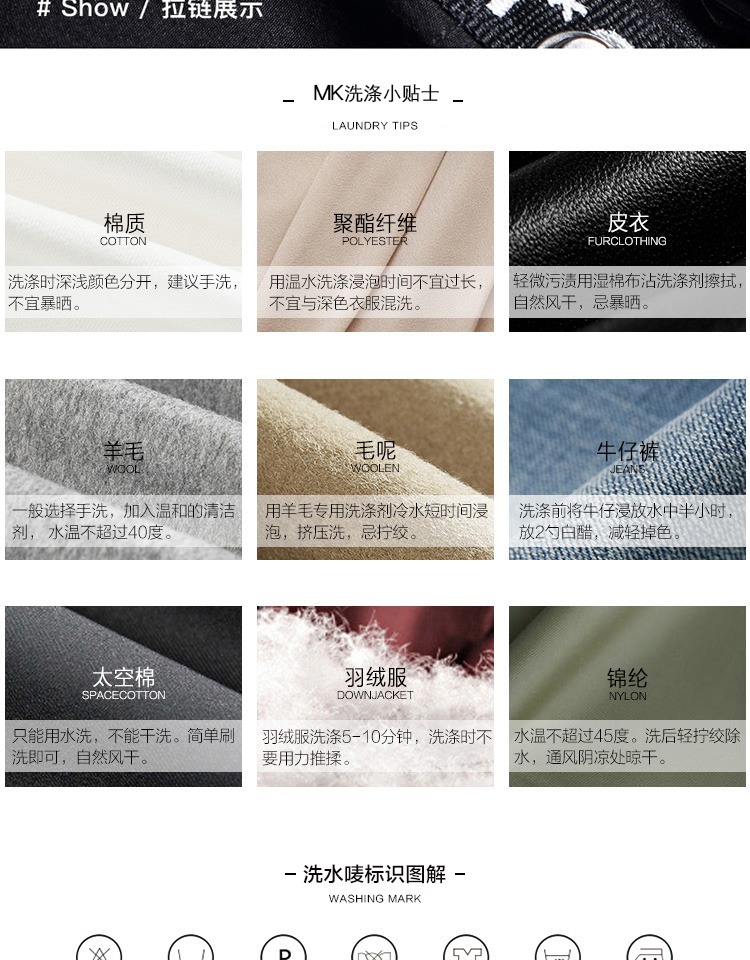 # Show / 拉链展示
MK洗涤小贴士
LAUNDRY TIPS
棉质
COTTON
洗涤时深浅颜色分开，建议手洗，
不宜暴晒。
聚酯纤维
POLYESTER
用温水洗涤浸泡时间不宜过长，
不宜与深色衣服混洗。
皮衣
FURCLOTHING
轻微污渍用湿棉布沾洗涤剂擦拭，
自然风干，忌暴晒。
羊毛
WOOL
一般选择手洗，加入温和的清洁
剂， 水温不超过40度。
毛呢
WOOLEN
用羊毛专用洗涤剂冷水短时间浸
泡，挤压洗，忌拧绞。
牛仔裤
JEANS
洗涤前将牛仔浸放水中半小时，
放2勺白醋，减轻掉色。
太空棉
SPACECOTTON
只能用水洗，不能干洗。简单刷
洗即可，自然风干。
羽绒服
DOWNJACKET
羽绒服洗涤5-10分钟，洗涤时不
要用力推揉。
锦纶
NYLON
水温不超过45度。洗后轻拧绞除
水，通风阴凉处晾干。
洗水唛标识图解
WASHING MARK
P